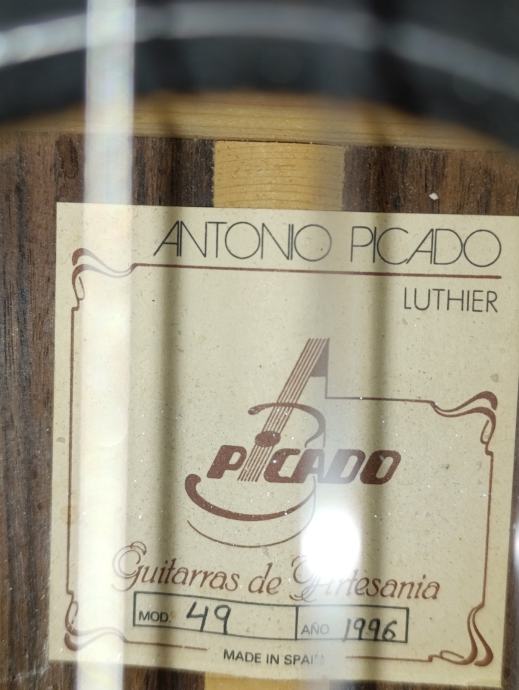 ANTONIO PICADO
LUTHIER
PICADO
Guitarras de Artesania
MOD. 49 AÑO 1996
MADE IN SPAIN